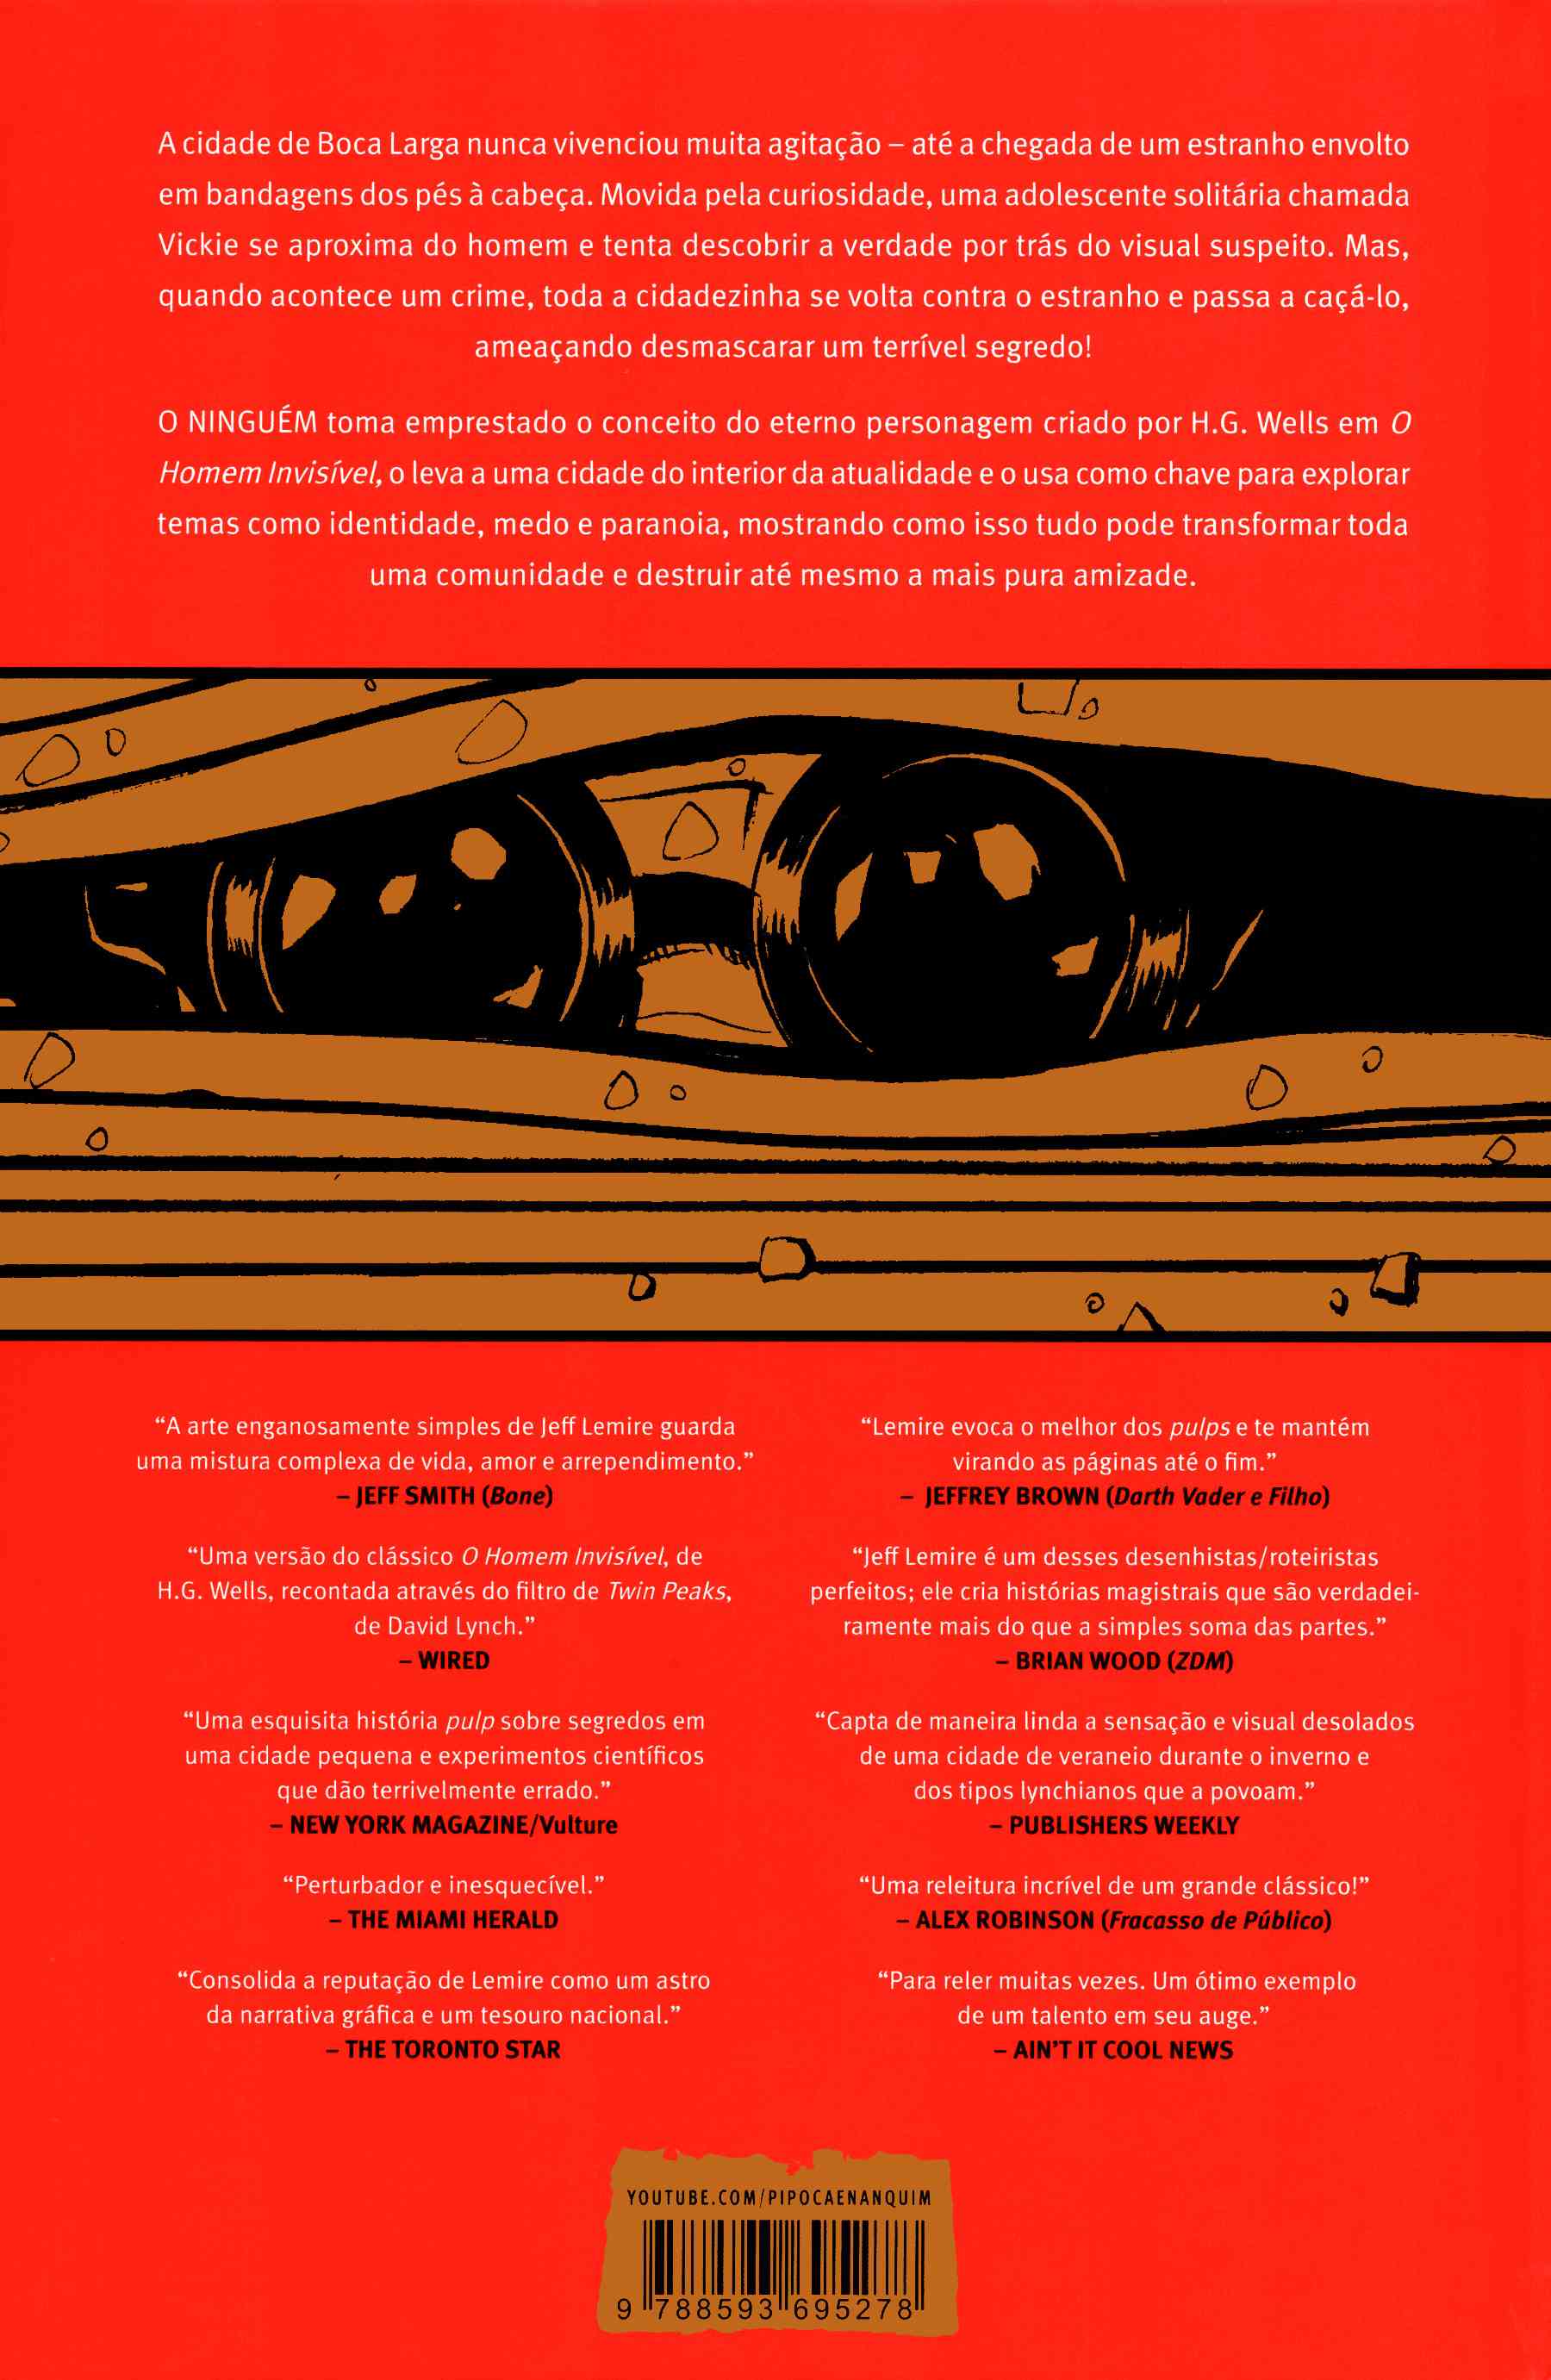 A cidade de Boca Larga nunca vivenciou muita agitação – até a chegada de um estranho envolto
em bandagens dos pés à cabeça. Movida pela curiosidade, uma adolescente solitária chamada
Vickie se aproxima do homem e tenta descobrir a verdade por trás do visual suspeito. Mas,
quando acontece um crime, toda a cidadezinha se volta contra o estranho e passa a caçá-lo,
ameaçando desmascarar um terrível segredo!
O NINGUÉM toma emprestado o conceito do eterno personagem criado por H.G. Wells em O
Homem Invisível, o leva a uma cidade do interior da atualidade e o usa como chave para explorar
temas como identidade, medo e paranoia, mostrando como isso tudo pode transformar toda
uma comunidade e destruir até mesmo a mais pura amizade.
“A arte enganosamente simples de Jeff Lemire guarda
uma mistura complexa de vida, amor e arrependimento.”
– JEFF SMITH (Bone)
“Uma versão do clássico O Homem Invisível, de
H.G. Wells, recontada através do filtro de Twin Peaks,
de David Lynch.”
– WIRED
“Uma esquisita história pulp sobre segredos em
uma cidade pequena e experimentos científicos
que dão terrivelmente errado.”
– NEW YORK MAGAZINE/Vulture
“Perturbador e inesquecível.”
– THE MIAMI HERALD
“Consolida a reputação de Lemire como um astro
da narrativa gráfica e um tesouro nacional.”
– THE TORONTO STAR
“Lemire evoca o melhor dos pulps e te mantém
virando as páginas até o fim.”
– JEFFREY BROWN (Darth Vader e Filho)
“Jeff Lemire é um desses desenhistas/roteiristas
perfeitos; ele cria histórias magistrais que são verdadei-
ramente mais do que a simples soma das partes.”
– BRIAN WOOD (ZDM)
“Capta de maneira linda a sensação e visual desolados
de uma cidade de veraneio durante o inverno e
dos tipos lynchianos que a povoam.”
– PUBLISHERS WEEKLY
“Uma releitura incrível de um grande clássico!”
– ALEX ROBINSON (Fracasso de Público)
“Para reler muitas vezes. Um ótimo exemplo
de um talento em seu auge.”
– AIN’T IT COOL NEWS
YOUTUBE.COM/PIPOCAENANQUIM
9 788593 695278